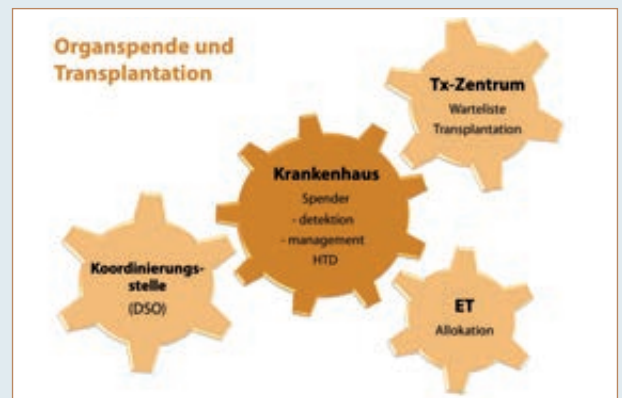 Organspende und
Transplantation
Tx-Zentrum
Warteliste
Transplantation
Krankenhaus
Spender
- detektion
- management
HTD
Koordinierungs-
stelle
(DSO)
ET
Allokation